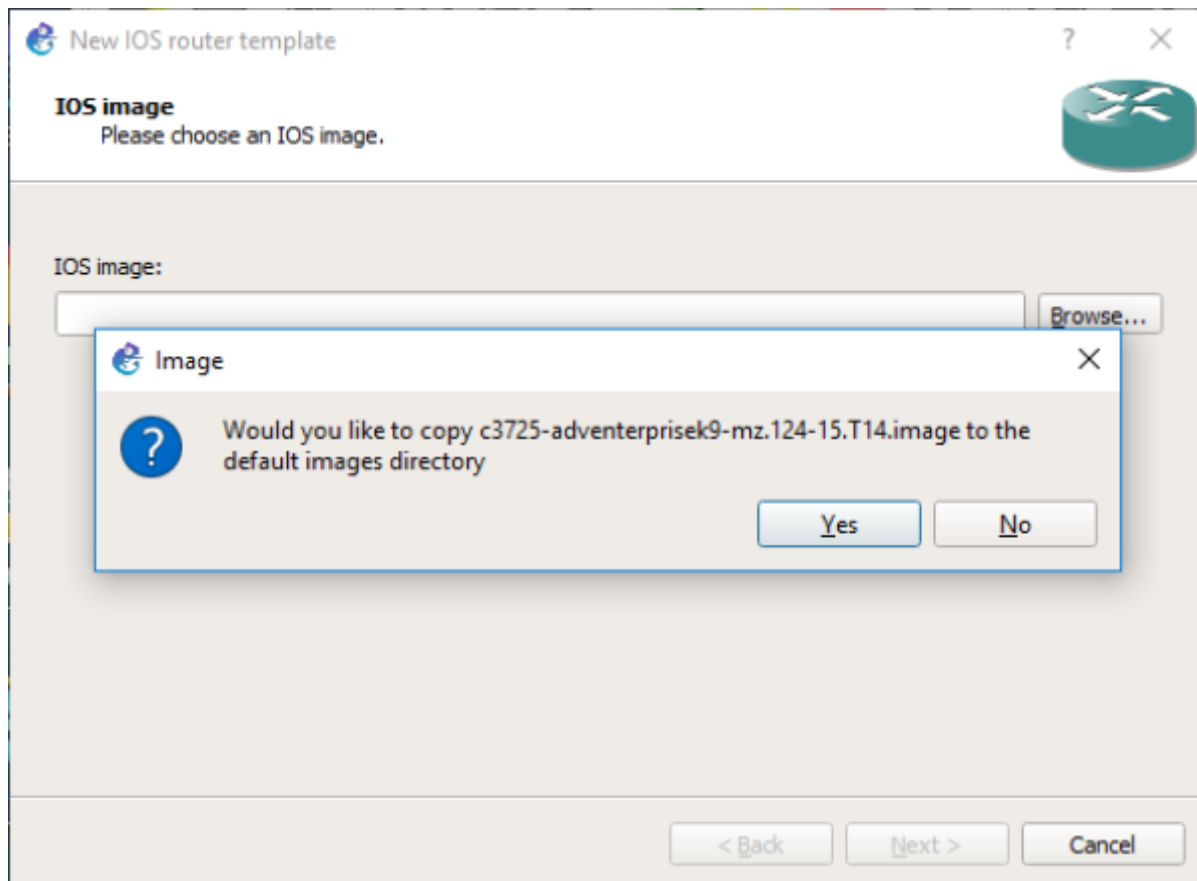 New IOS router template
IOS image
Please choose an IOS image.
IOS image:
Browse...
Image
Would you like to copy c3725-adventerprisek9-mz.124-15.T14.image to the
default images directory
Yes
No
< Back
Next >
Cancel